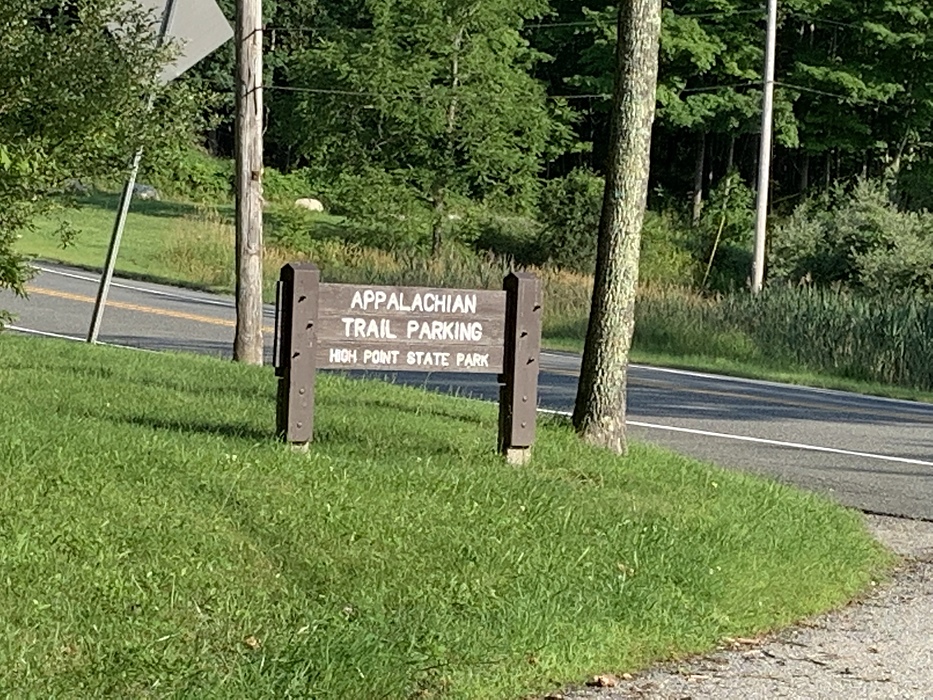 APPALACHIAN
TRAIL PARKING
HIGH POINT STATE PARK